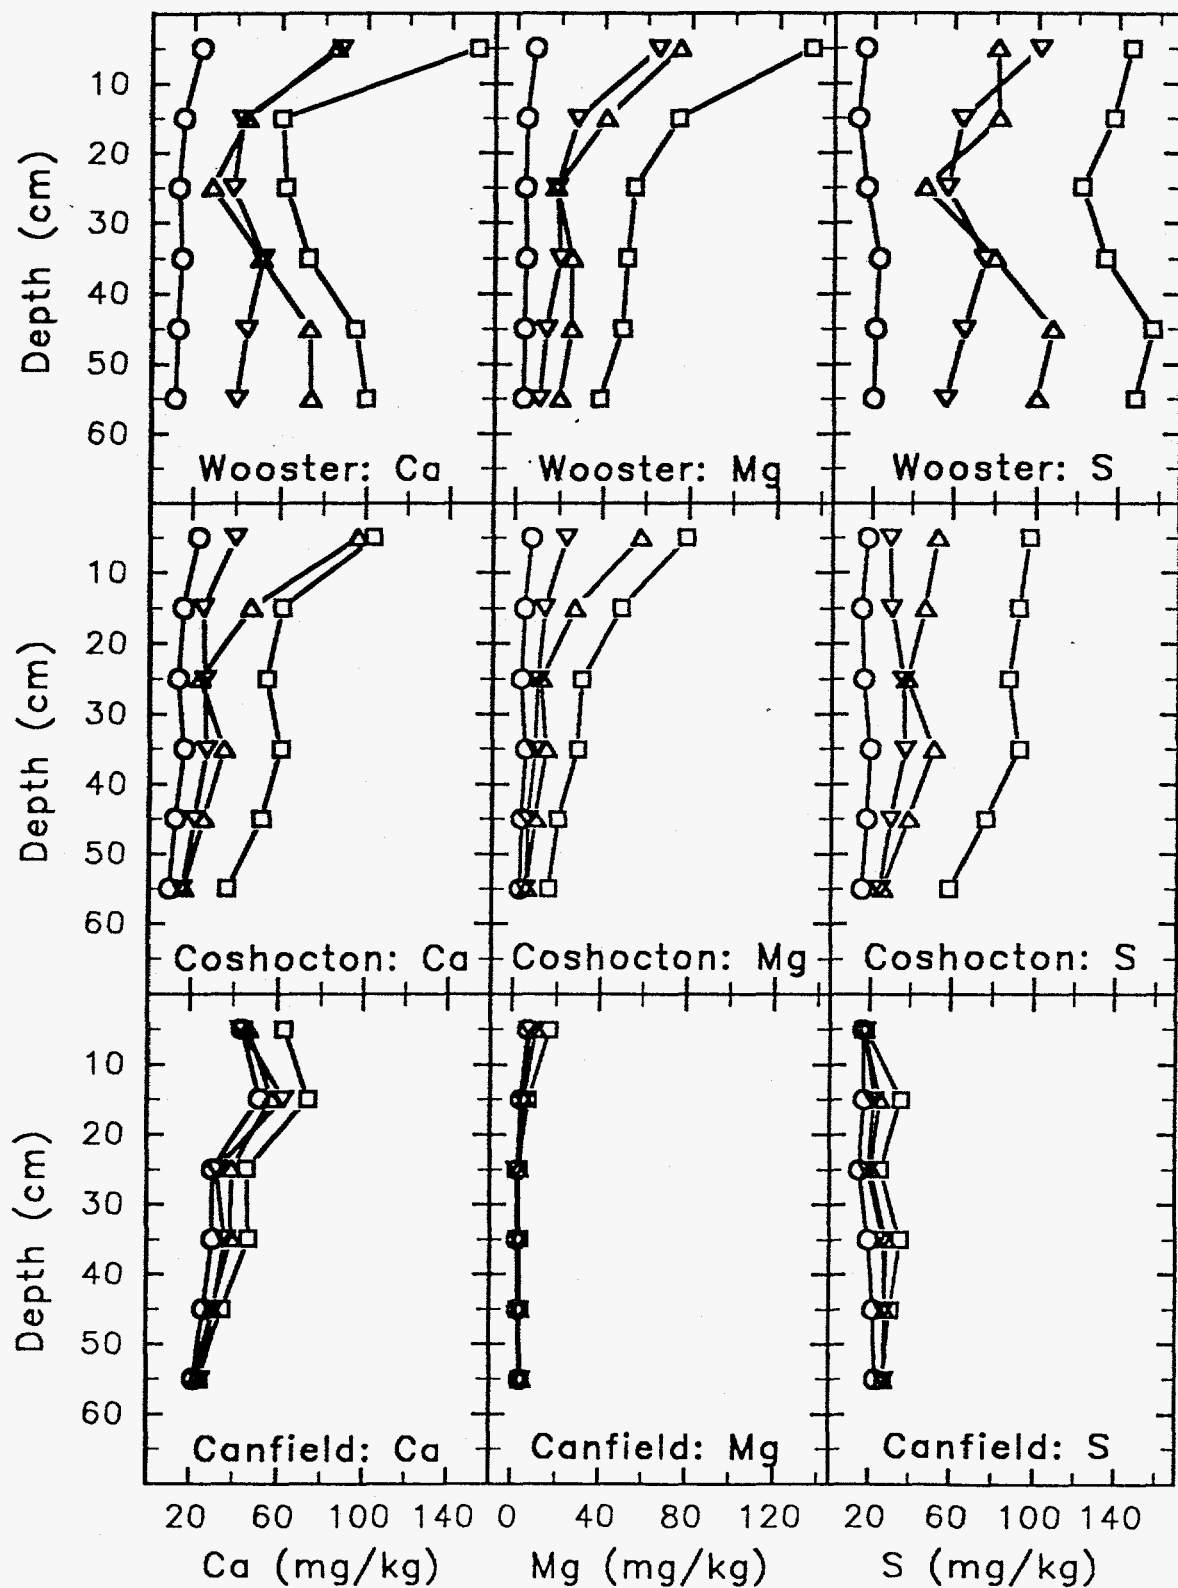 10
20
30
40
50
60
Depth (cm)
Wooster: Ca
Wooster: Mg
Wooster: S
10
20
30
40
50
60
Depth (cm)
Coshocton: Ca
Coshocton: Mg
Coshocton: S
10
20
30
40
50
60
Depth (cm)
Canfield: Ca
Canfield: Mg
Canfield: S
20 60 100 140 0 40 80 120 20 60 100 140
Ca (mg/kg) Mg (mg/kg) S (mg/kg)